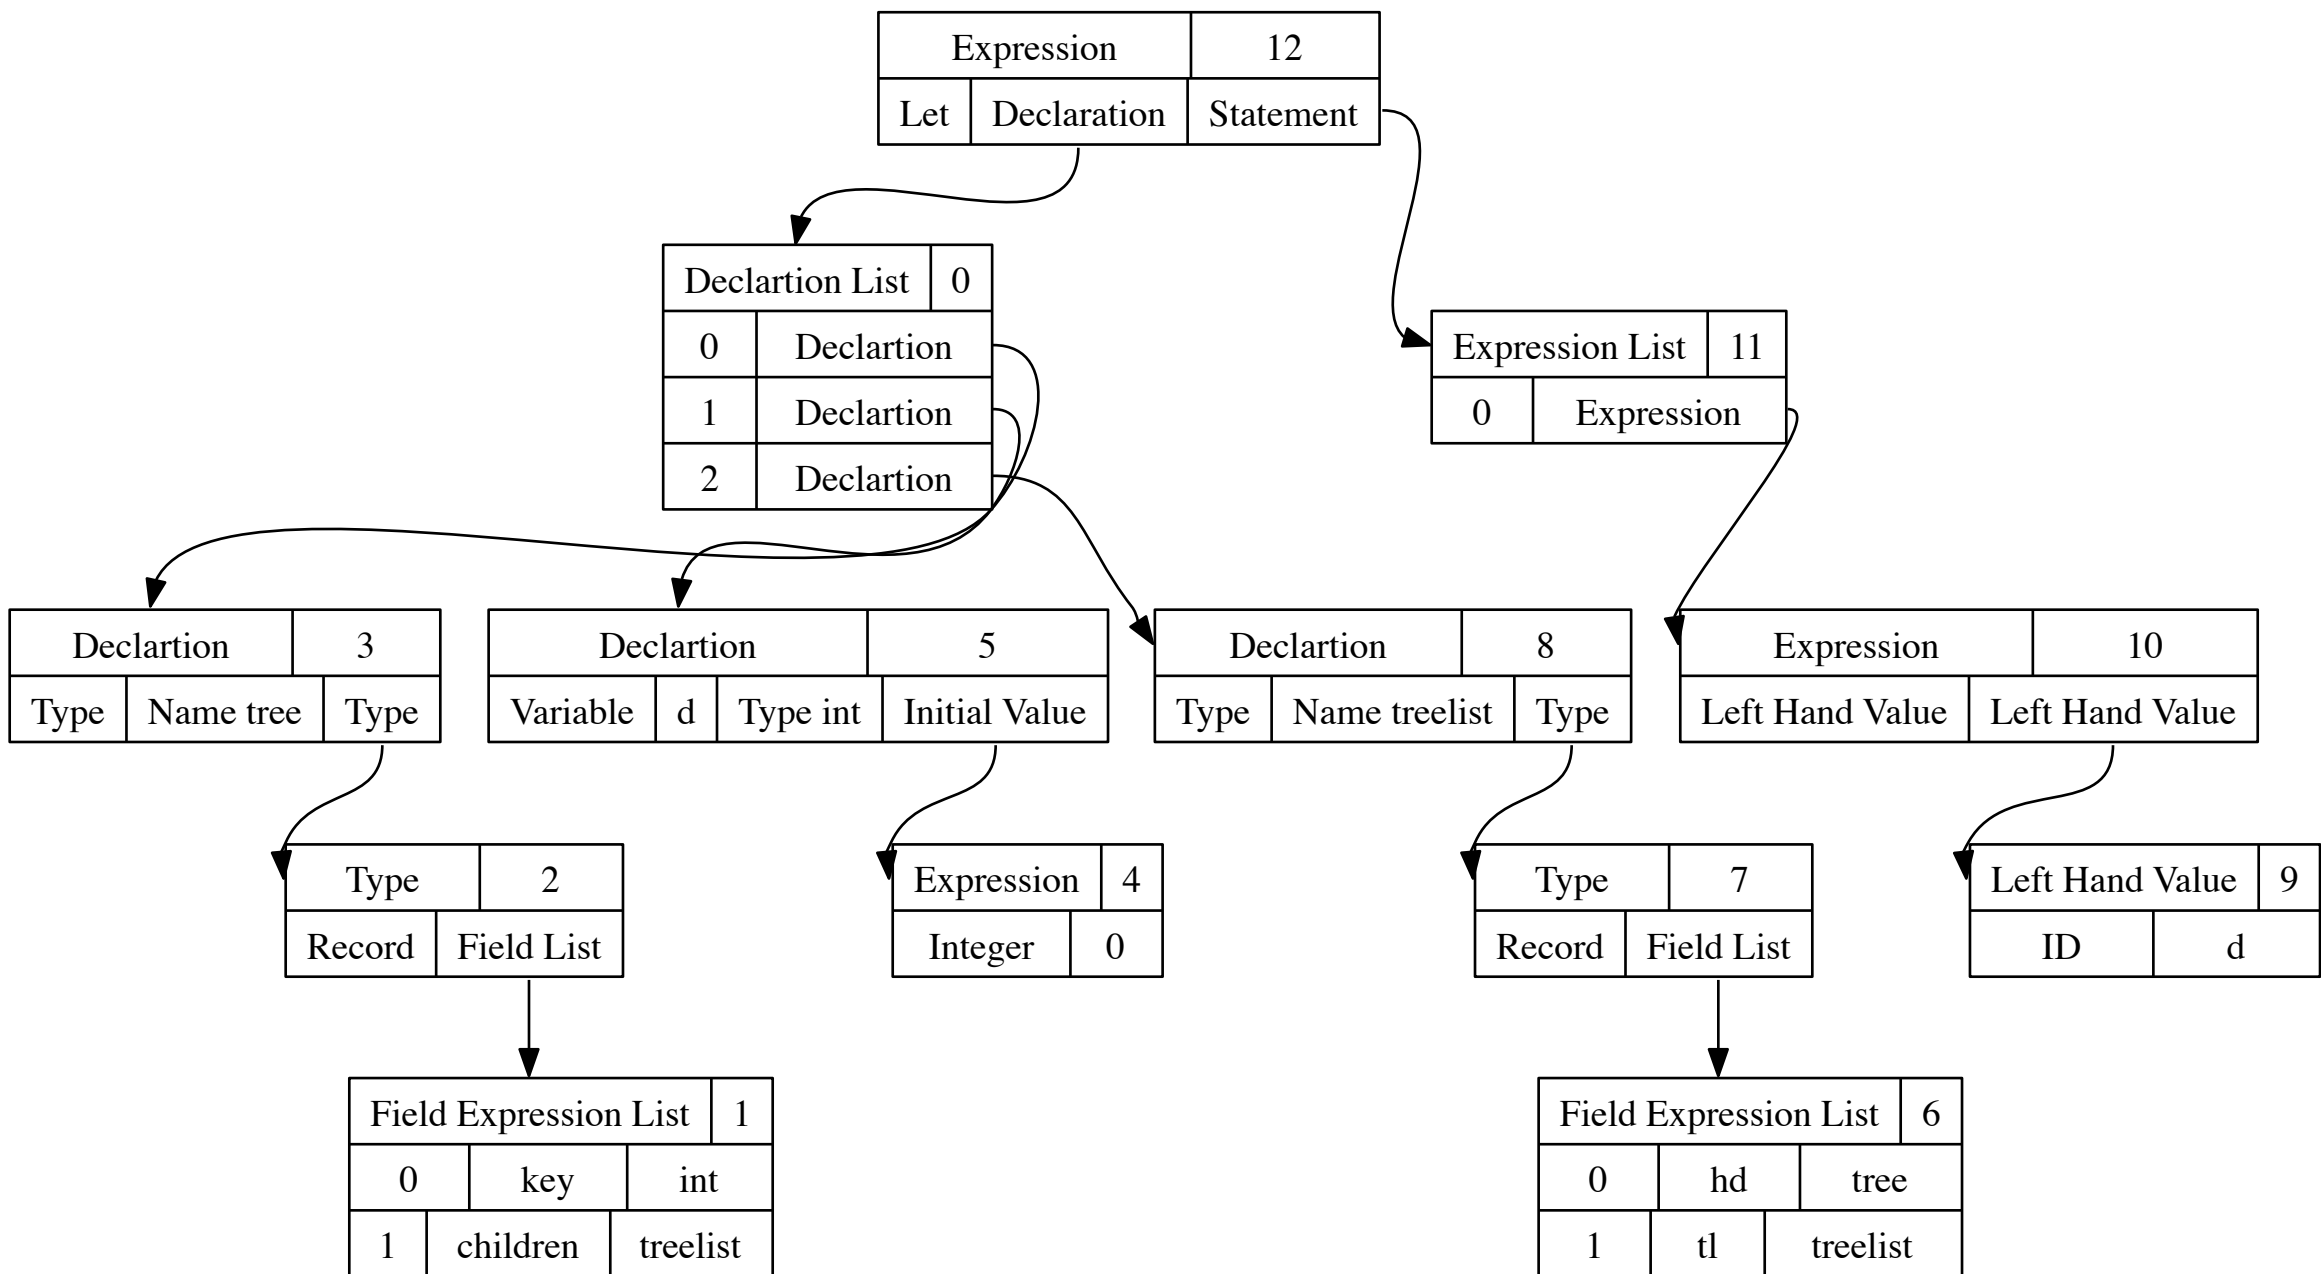 Expression 12
Let Declaration Statement
Declartion List 0
0 Declartion
1 Declartion
2 Declartion
Expression List 11
0 Expression
Declartion 3
Type Name tree Type
Declartion 5
Variable d Type int Initial Value
Declartion 8
Type Name treelist Type
Expression 10
Left Hand Value Left Hand Value
Type 2
Record Field List
Expression 4
Integer 0
Type 7
Record Field List
Left Hand Value 9
ID d
Field Expression List 1
0 key int
1 children treelist
Field Expression List 6
0 hd tree
1 tl treelist